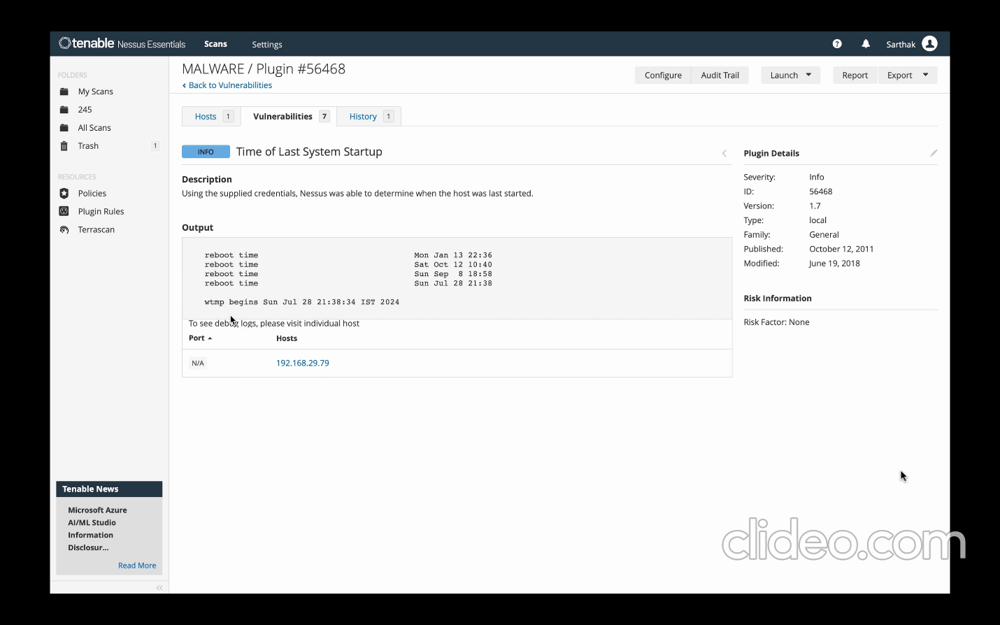 tenable Nessus Essentials Scans Settings Sarthak
FOLDERS
My Scans
245
All Scans
Trash 1
RESOURCES
Policies
Plugin Rules
Terrascan
Tenable News
Microsoft Azure
AI/ML Studio
Information
Disclosur...
Read More
MALWARE / Plugin #56468
Back to Vulnerabilities
Configure Audit Trail Launch Report Export
Hosts 1 Vulnerabilities 7 History 1
INFO Time of Last System Startup
Description
Using the supplied credentials, Nessus was able to determine when the host was last started.
Output
reboot time Mon Jan 13 22:36
reboot time Sat Oct 12 10:40
reboot time Sun Sep 8 18:58
reboot time Sun Jul 28 21:38
wtmp begins Sun Jul 28 21:38:34 IST 2024
To see debug logs, please visit individual host
Port Hosts
N/A 192.168.29.79
Plugin Details
Severity: Info
ID: 56468
Version: 1.7
Type: local
Family: General
Published: October 12, 2011
Modified: June 19, 2018
Risk Information
Risk Factor: None
clideo.com